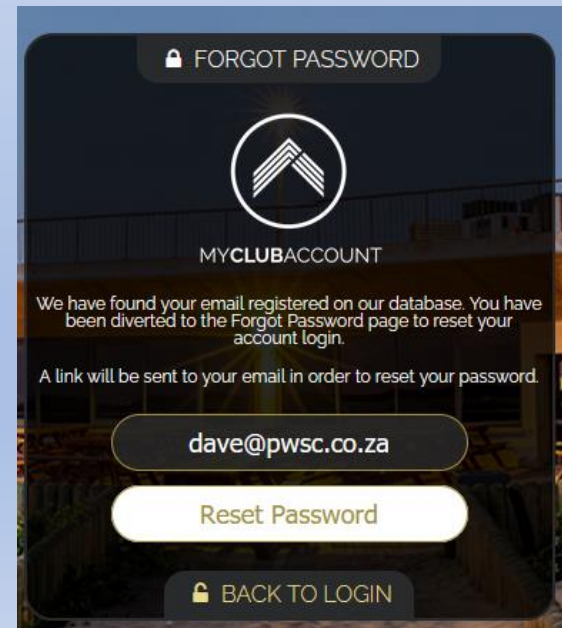 FORGOT PASSWORD
MYCLUBACCOUNT
We have found your email registered on our database. You have
been diverted to the Forgot Password page to reset your
account login.
A link will be sent to your email in order to reset your password.
dave@pwsc.co.za
Reset Password
BACK TO LOGIN